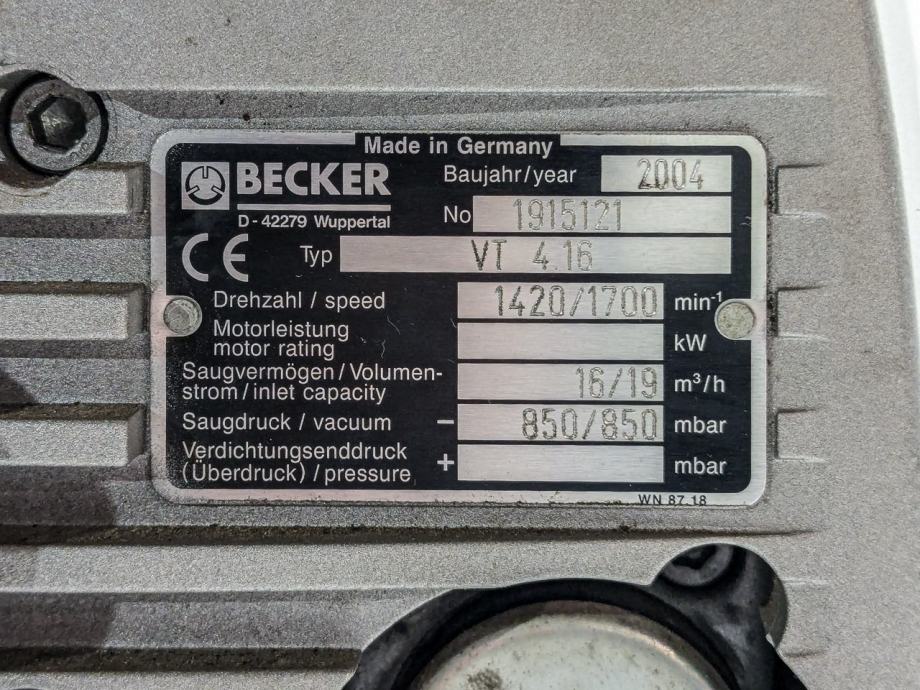 Made in Germany
BECKER
D - 42279 Wuppertal
Baujahr/year 2004
No 1915121
CE Typ VT 4.16
Drehzahl / speed 1420/1700 min-1
Motorleistung
motor rating kW
Saugvermögen / Volumen-
strom / inlet capacity 16/19 m³/h
Saugdruck / vacuum – 850/850 mbar
Verdichtungsenddruck
(Überdruck) / pressure + mbar
WN 87.18